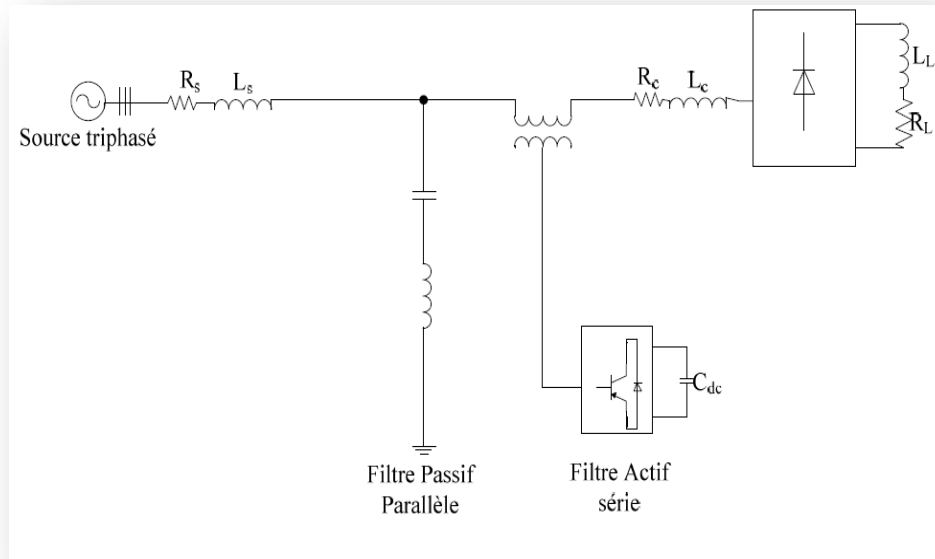 Source triphasé
Rs
Ls
Rc
Lc
LL
RL
Cdc
Filtre Passif
Parallèle
Filtre Actif
série